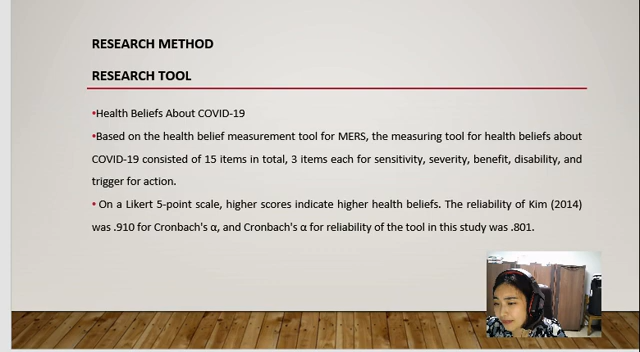 RESEARCH METHOD
RESEARCH TOOL
•Health Beliefs About COVID-19
•Based on the health belief measurement tool for MERS, the measuring tool for health beliefs about
COVID-19 consisted of 15 items in total, 3 items each for sensitivity, severity, benefit, disability, and
trigger for action.
• On a Likert 5-point scale, higher scores indicate higher health beliefs. The reliability of Kim (2014)
was .910 for Cronbach's α, and Cronbach's α for reliability of the tool in this study was .801.